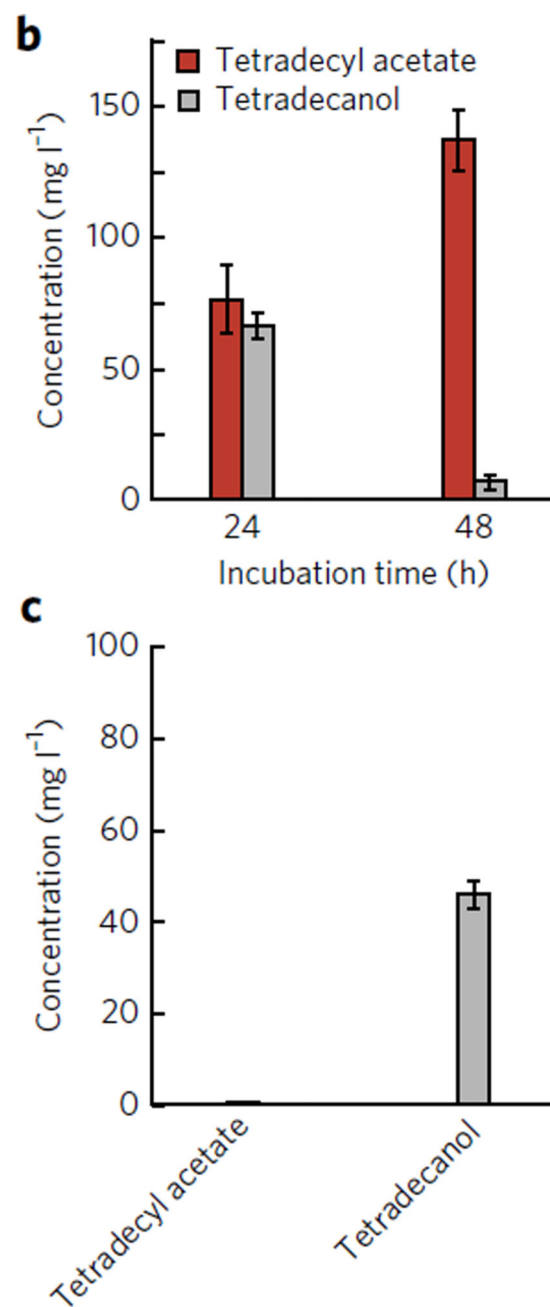 b
Tetradecyl acetate
Tetradecanol
Concentration (mg l⁻¹)
150
100
50
0
24 48
Incubation time (h)
c
Concentration (mg l⁻¹)
100
80
60
40
20
0
Tetradecyl acetate
Tetradecanol